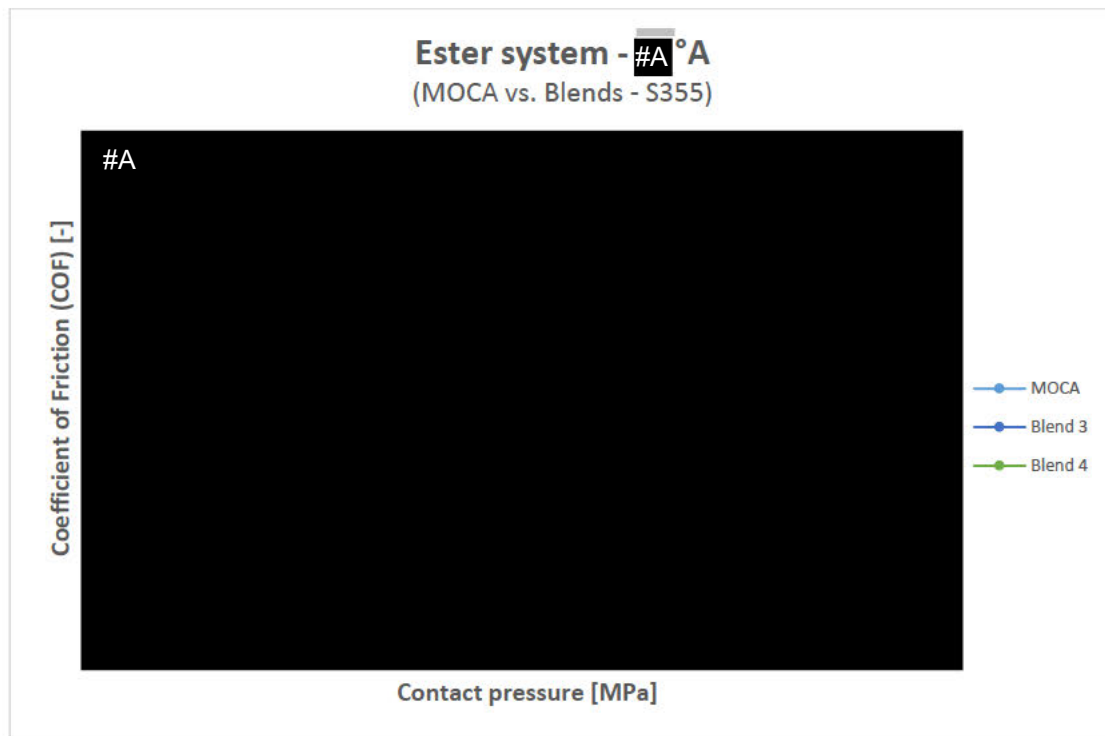 Ester system - #A °A
(MOCA vs. Blends - S355)
#A
Coefficient of Friction (COF) [-]
MOCA
Blend 3
Blend 4
Contact pressure [MPa]